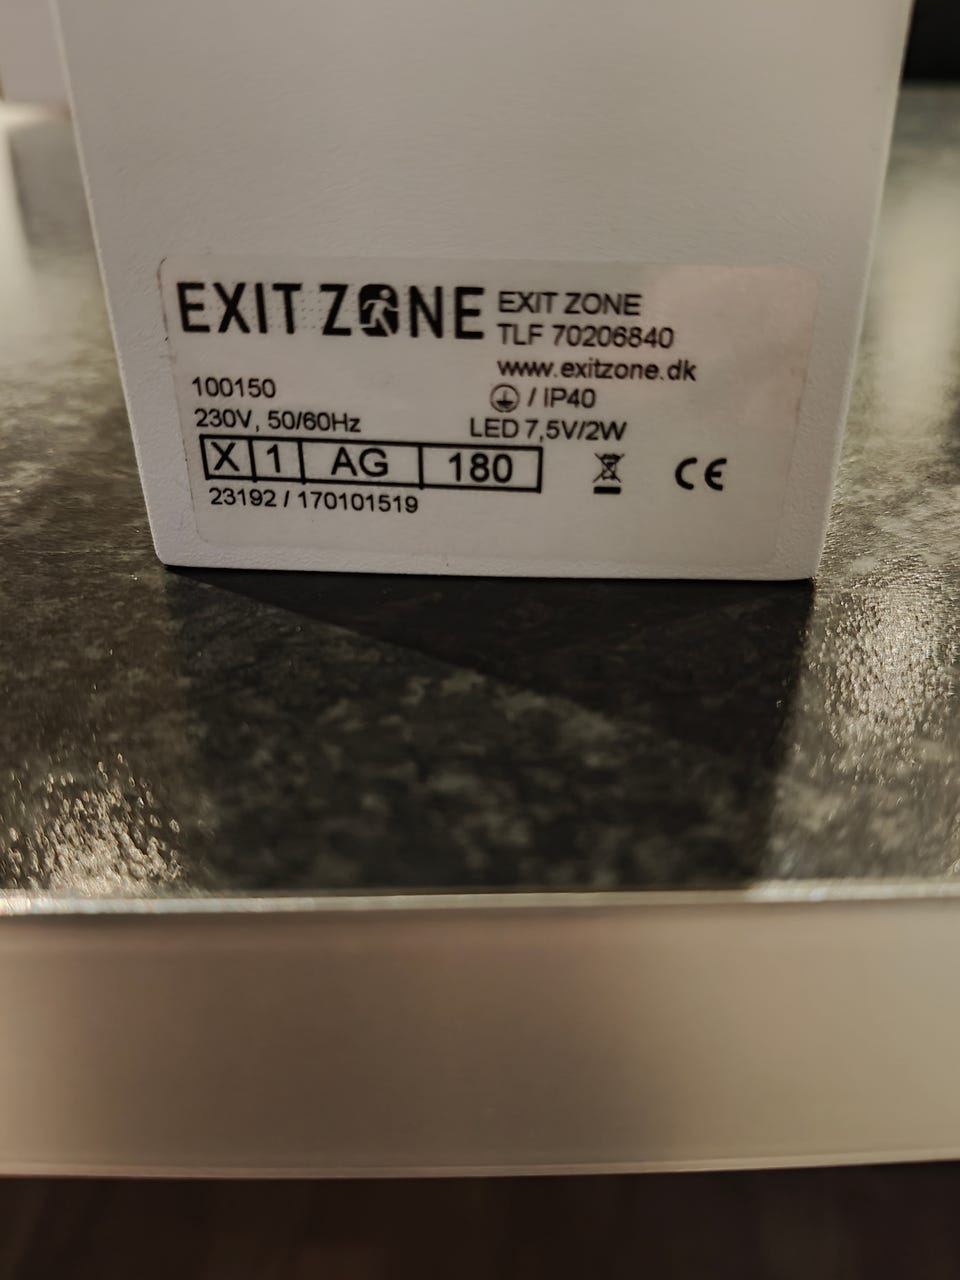 EXIT ZONE
EXIT ZONE
TLF 70206840
www.exitzone.dk
/ IP40
100150
230V, 50/60Hz
LED 7,5V/2W
X 1 AG 180
CE
23192 / 170101519